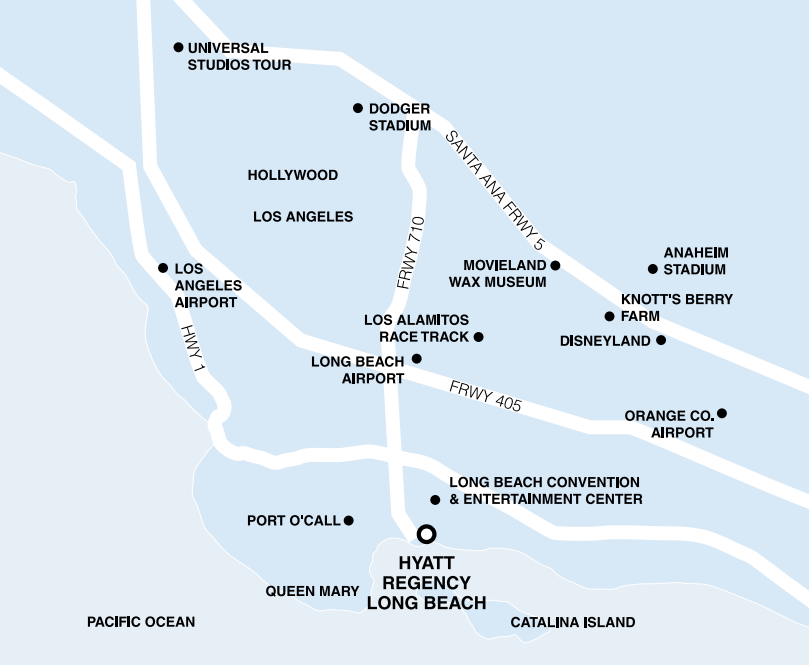 UNIVERSAL
STUDIOS TOUR
DODGER
STADIUM
SANTA ANA FRWY 5
HOLLYWOOD
LOS ANGELES
FRWY 710
ANAHEIM
STADIUM
MOVIELAND
WAX MUSEUM
LOS
ANGELES
AIRPORT
KNOTT'S BERRY
FARM
LOS ALAMITOS
RACE TRACK
DISNEYLAND
HWY 1
LONG BEACH
AIRPORT
FRWY 405
ORANGE CO.
AIRPORT
LONG BEACH CONVENTION
& ENTERTAINMENT CENTER
PORT O'CALL
HYATT
REGENCY
LONG BEACH
QUEEN MARY
PACIFIC OCEAN
CATALINA ISLAND